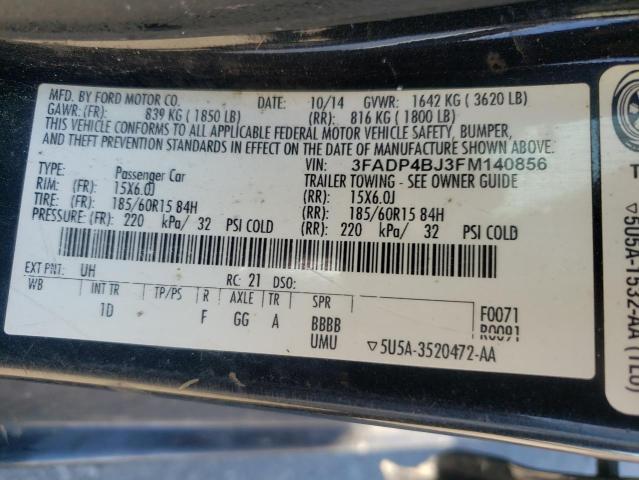 MFD. BY FORD MOTOR CO. DATE: 10/14 GVWR: 1642 KG ( 3620 LB)
GAWR: (FR): 839 KG ( 1850 LB) (RR): 816 KG ( 1800 LB)
THIS VEHICLE CONFORMS TO ALL APPLICABLE FEDERAL MOTOR VEHICLE SAFETY, BUMPER,
AND THEFT PREVENTION STANDARDS IN EFFECT ON THE DATE OF MANUFACTURE SHOWN ABOVE.
VIN: 3FADP4BJ3FM140856
TYPE: Passenger Car TRAILER TOWING - SEE OWNER GUIDE
RIM: (FR): 15X6.0J (RR): 15X6.0J
TIRE: (FR): 185/60R15 84H (RR): 185/60R15 84H
PRESSURE: (FR): 220 kPa/ 32 PSI COLD (RR): 220 kPa/ 32 PSI COLD
EXT PNT: UH RC: 21 DSO:
WB INT TR TP/PS R AXLE TR SPR
1D F GG A BBBB
UMU
F0071
R0091
▽5U5A-3520472-AA
▽5U5A-1532-AA (LO)